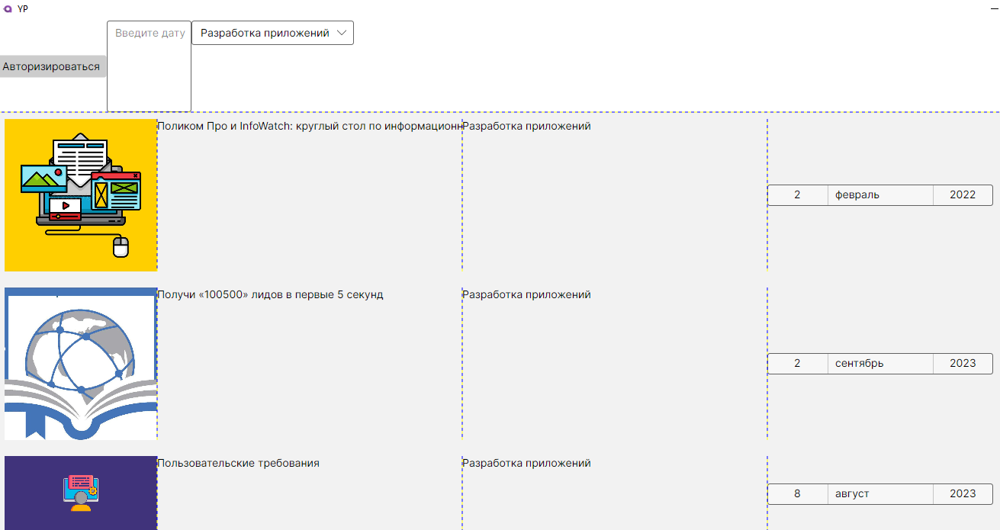 YP
Введите дату
Разработка приложений
Авторизироваться
Поликом Про и InfoWatch: круглый стол по информационн
Разработка приложений
2 февраль 2022
Получи «100500» лидов в первые 5 секунд
Разработка приложений
2 сентябрь 2023
Пользовательские требования
Разработка приложений
8 август 2023